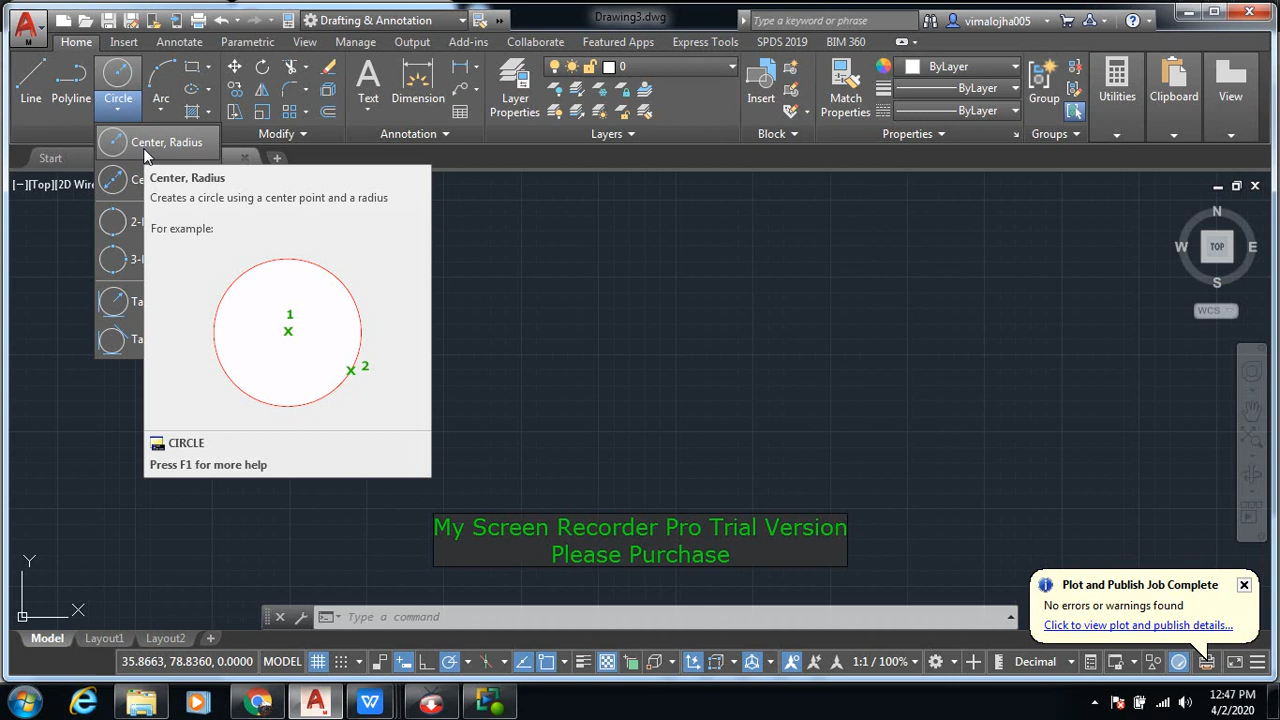 Drafting & Annotation
Drawing3.dwg
Type a keyword or phrase
vimalojha005
M
Home Insert Annotate Parametric View Manage Output Add-ins Collaborate Featured Apps Express Tools SPDS 2019 BIM 360
Line Polyline Circle Arc
Text Dimension
Layer
Properties
0
Insert
Match
Properties
ByLayer
ByLayer
ByLayer
Group
Utilities Clipboard View
Modify Annotation Layers Block Properties Groups
Start
Center, Radius
Ce
2-
3-
Ta
Ta
[−][Top][2D Wire
Center, Radius
Creates a circle using a center point and a radius
For example:
1
x
x 2
CIRCLE
Press F1 for more help
N
W TOP E
S
WCS
My Screen Recorder Pro Trial Version
Please Purchase
Y
X
Plot and Publish Job Complete
No errors or warnings found
Click to view plot and publish details...
Type a command
Model Layout1 Layout2
35.8663, 78.8360, 0.0000 MODEL 1:1 / 100% Decimal
12:47 PM
4/2/2020